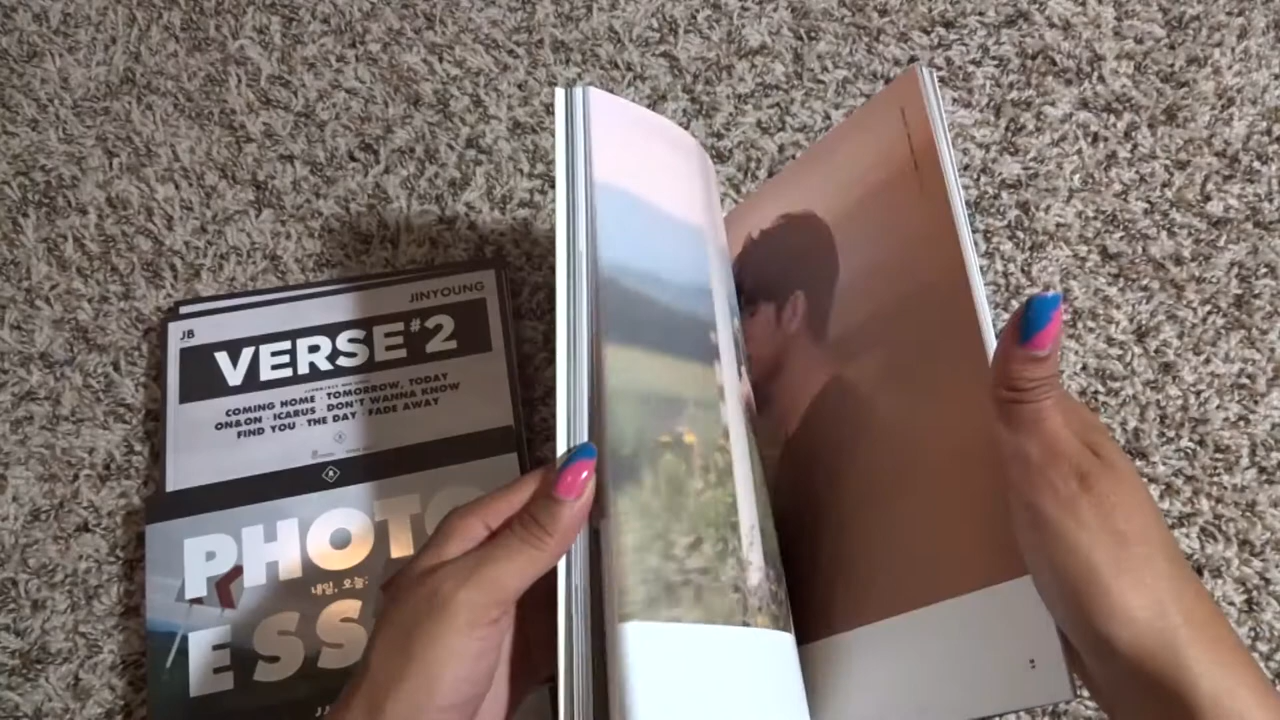 JB
JINYOUNG
VERSE #2
COMING HOME · TOMORROW, TODAY
ON&ON · ICARUS · DON'T WANNA KNOW
FIND YOU · THE DAY · FADE AWAY
PHOTO
내일, 오늘:
ESS